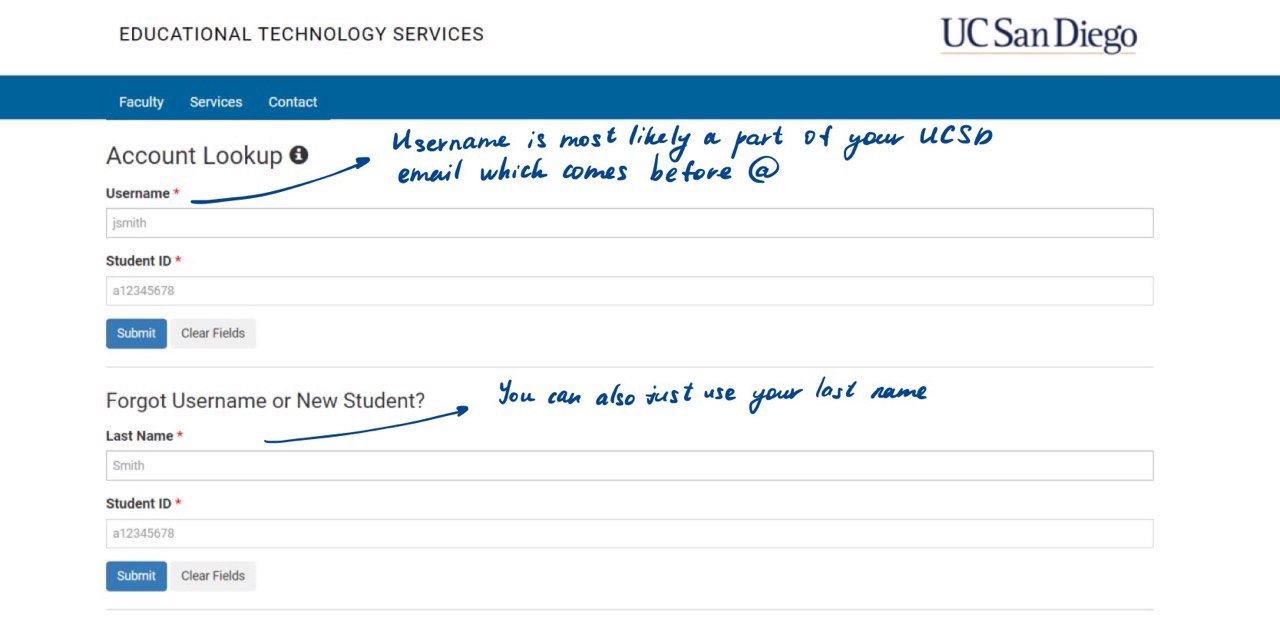 EDUCATIONAL TECHNOLOGY SERVICES
UC San Diego
Faculty Services Contact
Username is most likely a part of your UCSD
email which comes before @
Account Lookup
Username *
jsmith
Student ID *
a12345678
Submit Clear Fields
You can also just use your last name
Forgot Username or New Student?
Last Name *
Smith
Student ID *
a12345678
Submit Clear Fields